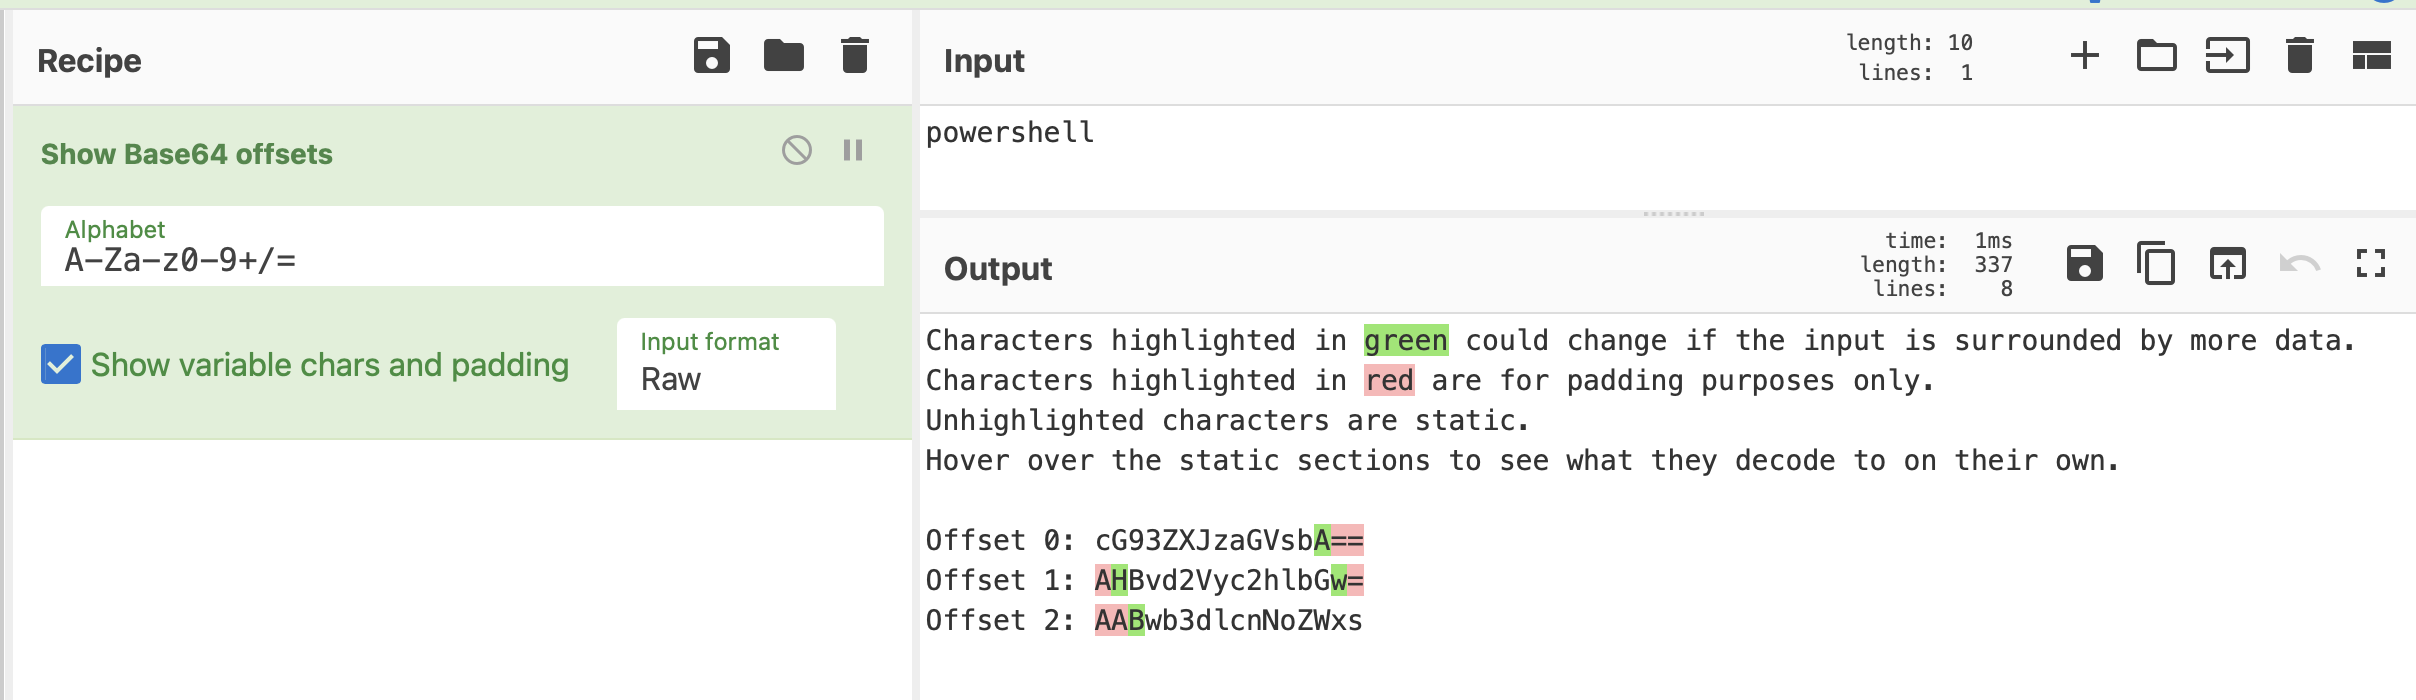 Recipe
Show Base64 offsets
Alphabet
A-Za-z0-9+/=
Show variable chars and padding
Input format
Raw
Input
length: 10
lines: 1
powershell
Output
time: 1ms
length: 337
lines: 8
Characters highlighted in green could change if the input is surrounded by more data.
Characters highlighted in red are for padding purposes only.
Unhighlighted characters are static.
Hover over the static sections to see what they decode to on their own.
Offset 0: cG93ZXJzaGVsbA==
Offset 1: AHBvd2Vyc2hlbGw=
Offset 2: AABwb3dlcnNoZWxs